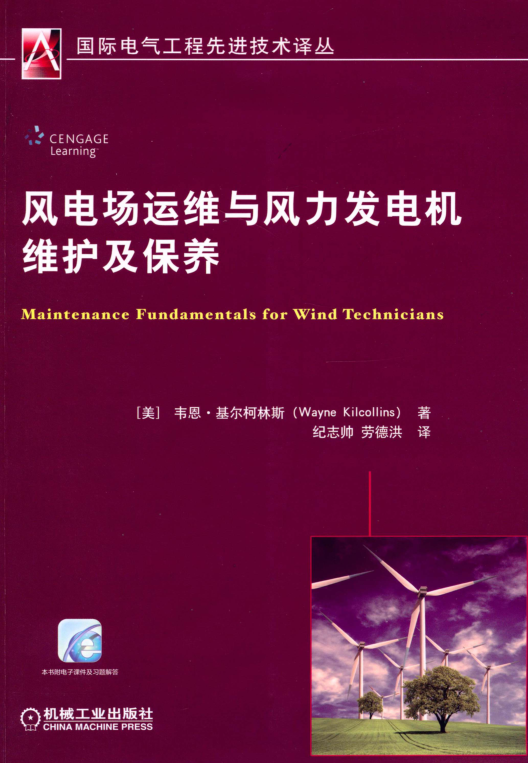 国际电气工程先进技术译丛
CENGAGE
Learning™
风电场运维与风力发电机
维护及保养
Maintenance Fundamentals for Wind Technicians
[美] 韦恩·基尔柯林斯(Wayne Kilcollins) 著
纪志帅 劳德洪 译
本书附电子课件及习题解答
机械工业出版社
CHINA MACHINE PRESS